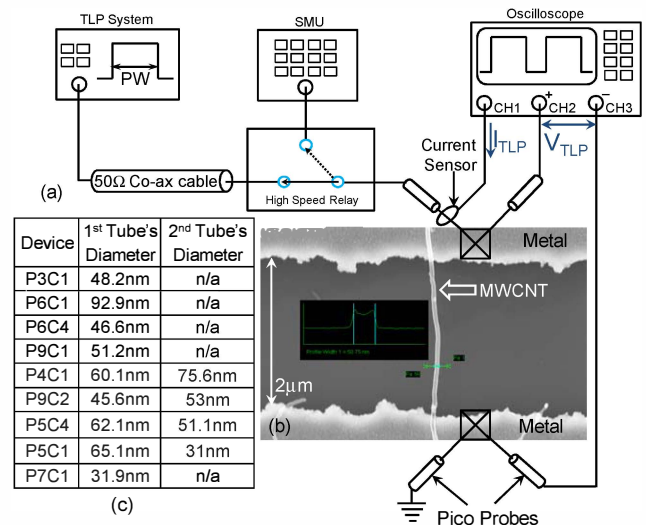 TLP System
SMU
Oscilloscope
PW
CH1
+
CH2
−
CH3
I_TLP
V_TLP
Current
Sensor
50Ω Co-ax cable
High Speed Relay
(a)
Device 1st Tube's Diameter 2nd Tube's Diameter
P3C1 48.2nm n/a
P6C1 92.9nm n/a
P6C4 46.6nm n/a
P9C1 51.2nm n/a
P4C1 60.1nm 75.6nm
P9C2 45.6nm 53nm
P5C4 62.1nm 51.1nm
P5C1 65.1nm 31nm
P7C1 31.9nm n/a
(c)
Metal
MWCNT
2μm
(b)
Metal
Pico Probes